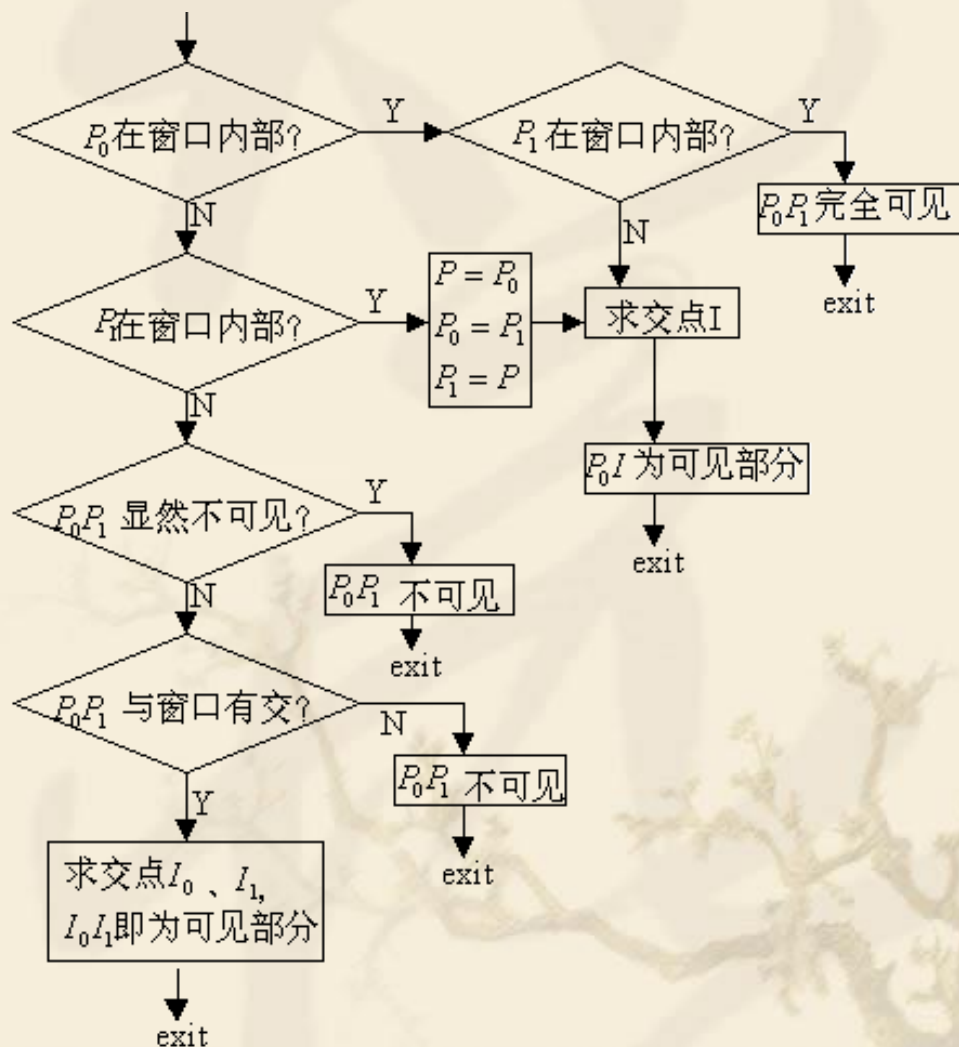 P₀在窗口内部?
Y
P₁在窗口内部?
Y
N
N
P₀P₁完全可见
exit
P₁在窗口内部?
Y
P = P₀
P₀ = P₁
P₁ = P
求交点I
N
P₀I 为可见部分
exit
P₀P₁ 显然不可见?
Y
N
P₀P₁ 不可见
exit
P₀P₁ 与窗口有交?
N
Y
P₀P₁ 不可见
exit
求交点I₀、I₁,
I₀I₁即为可见部分
exit